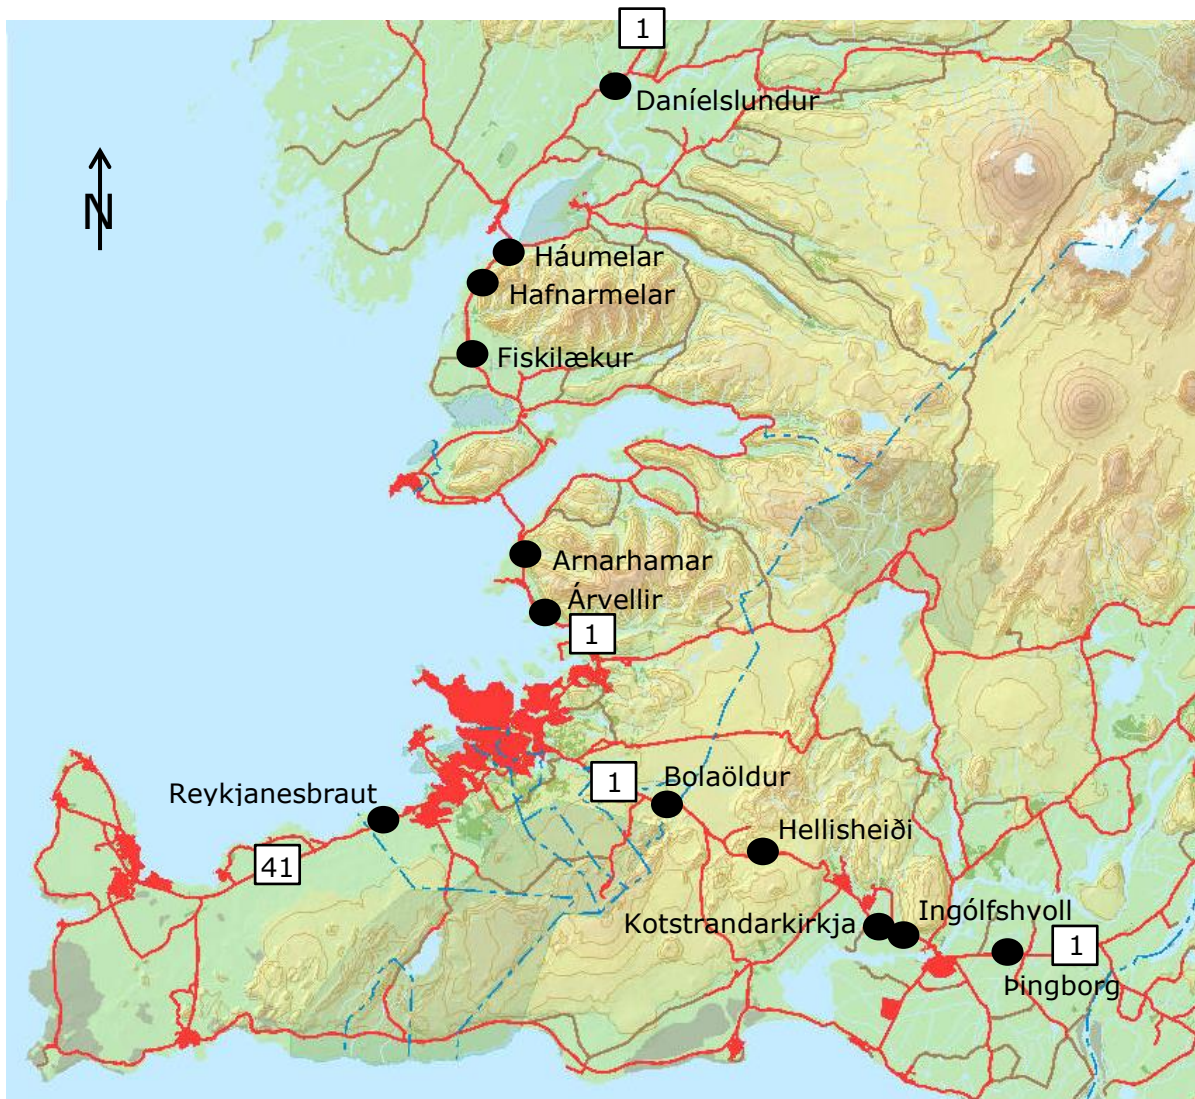 1
Daníelslundur
N
Háumelar
Hafnarmelar
Fiskilækur
Arnarhamar
Árvellir
1
Reykjanesbraut
1
Bolaöldur
Hellisheiði
41
Kotstrandarkirkja
Ingólfshvoll
1
Þingborg